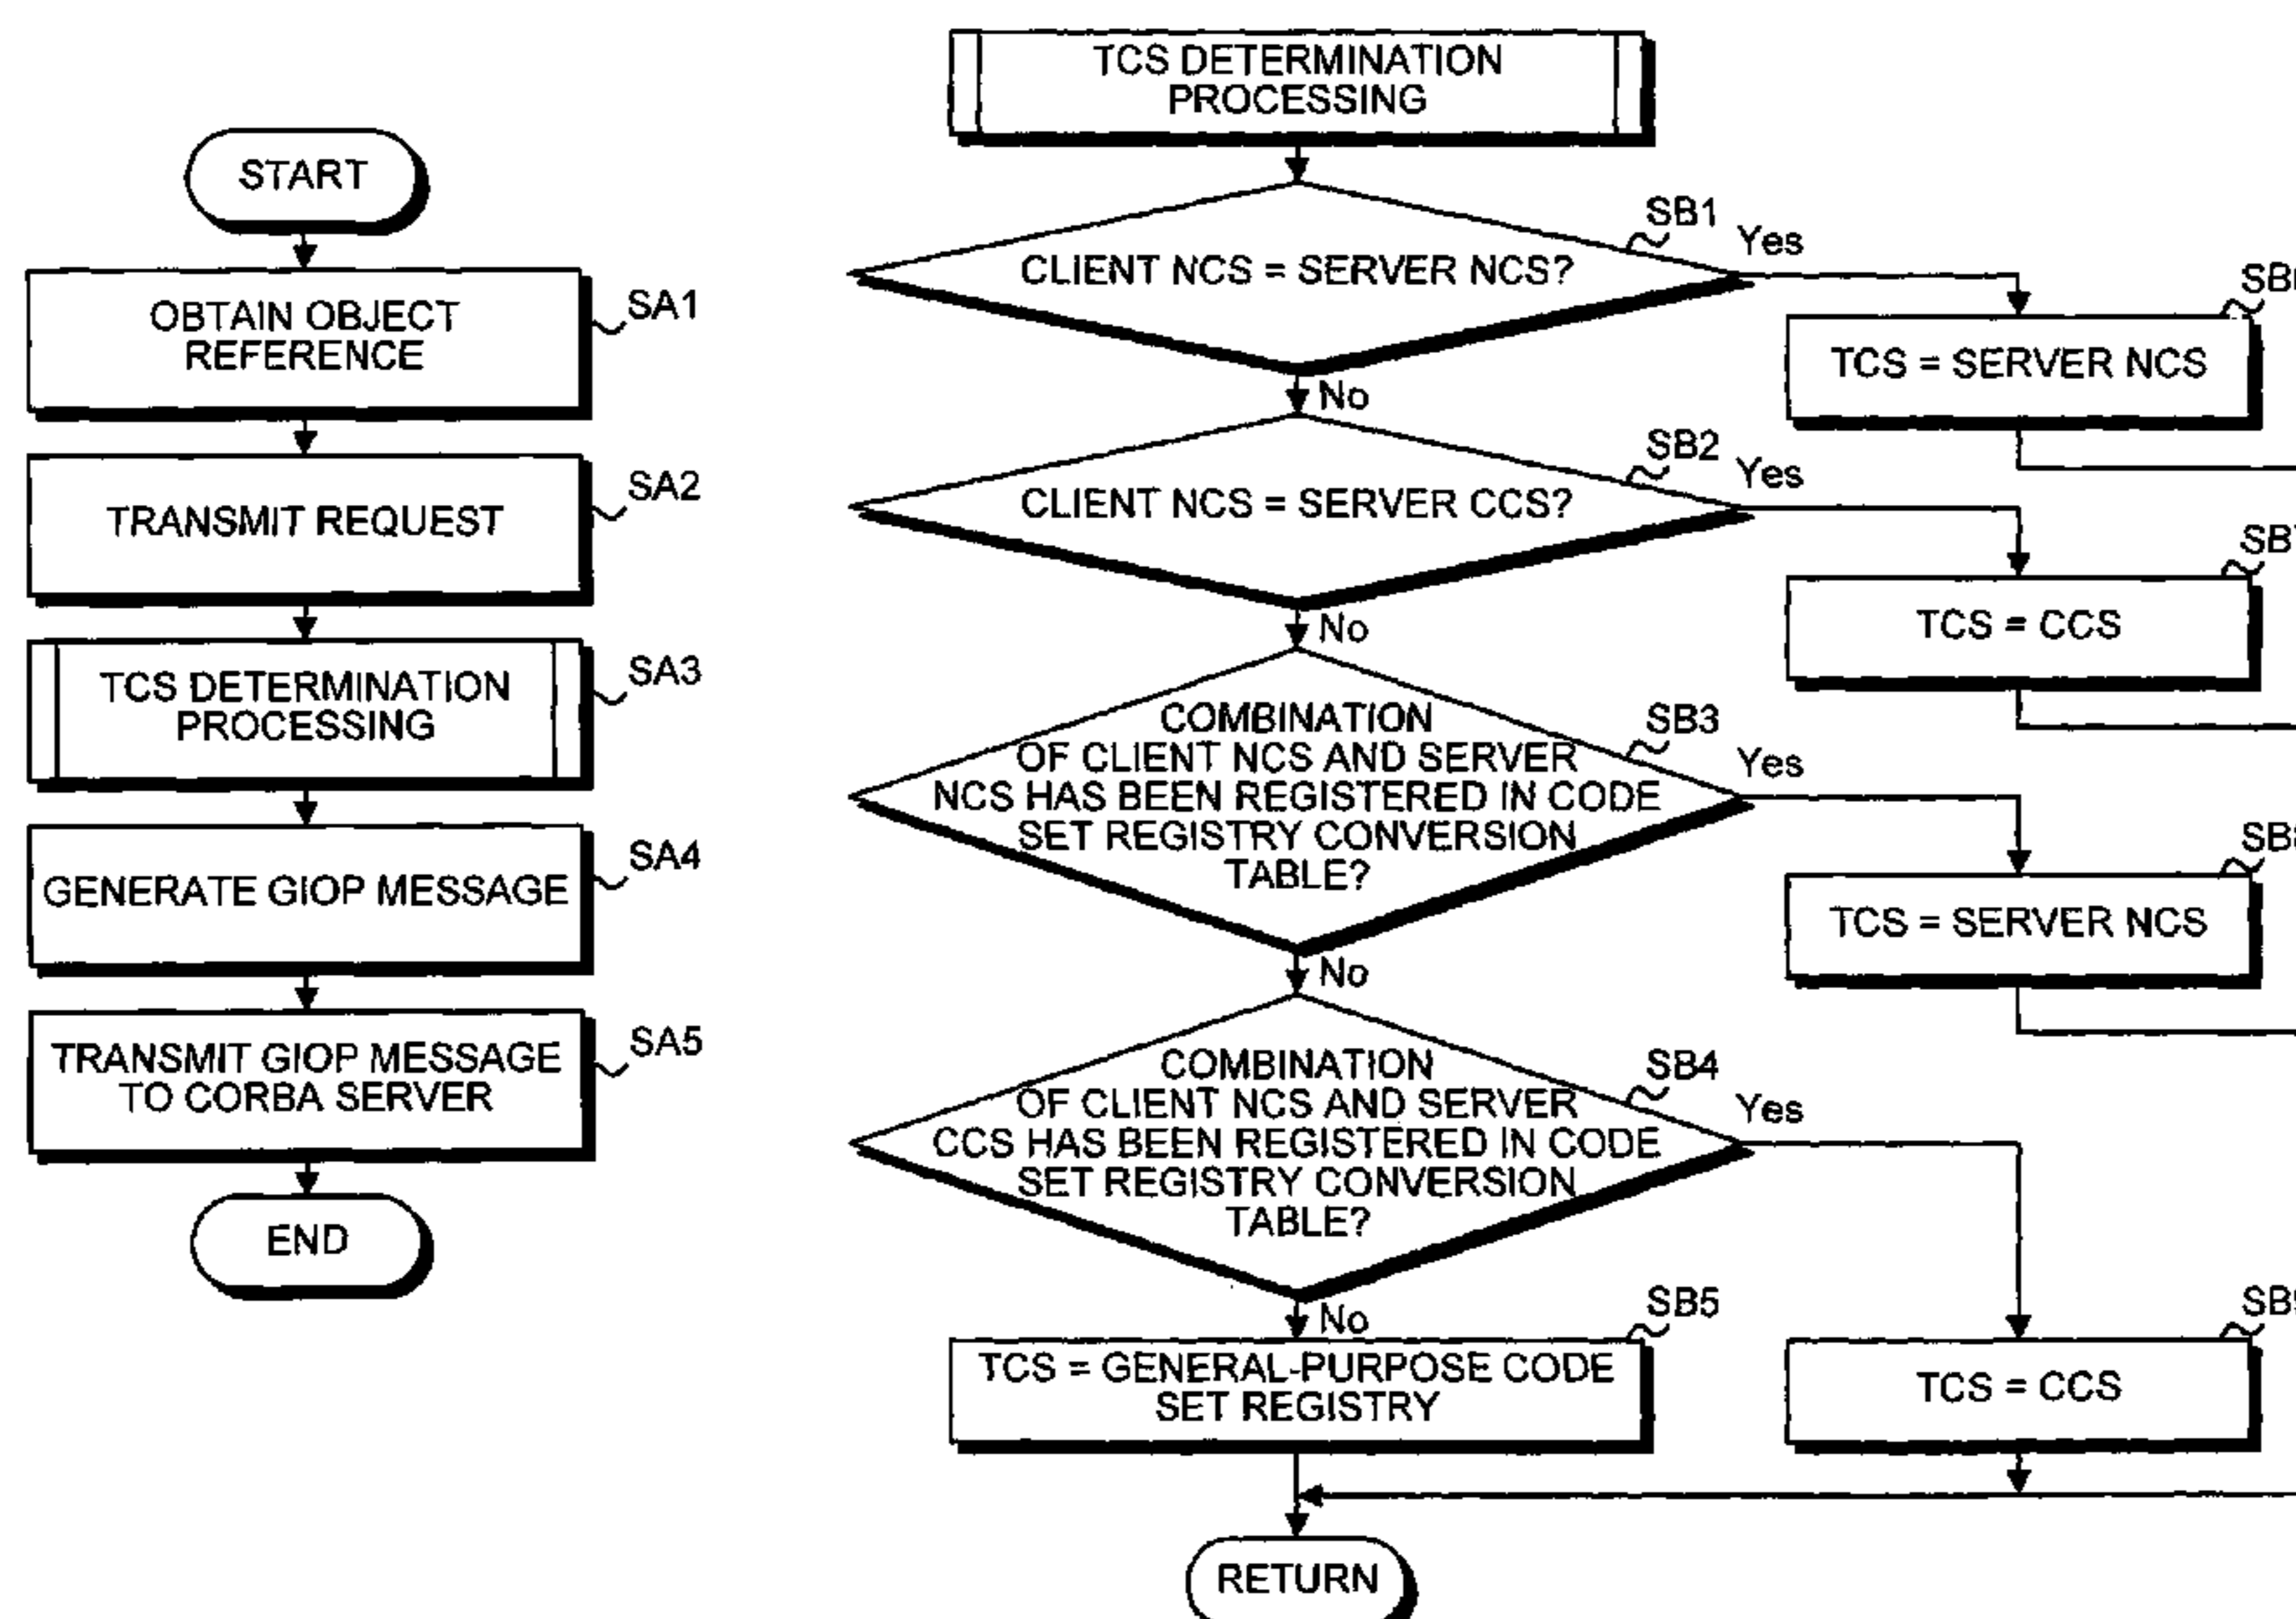 START
OBTAIN OBJECT
REFERENCE
SA1
TRANSMIT REQUEST
SA2
TCS DETERMINATION
PROCESSING
SA3
GENERATE GIOP MESSAGE
SA4
TRANSMIT GIOP MESSAGE
TO CORBA SERVER
SA5
END
TCS DETERMINATION
PROCESSING
CLIENT NCS = SERVER NCS?
SB1
Yes
No
TCS = SERVER NCS
CLIENT NCS = SERVER CCS?
SB2
Yes
No
TCS = CCS
COMBINATION
OF CLIENT NCS AND SERVER
NCS HAS BEEN REGISTERED IN CODE
SET REGISTRY CONVERSION
TABLE?
SB3
Yes
No
TCS = SERVER NCS
COMBINATION
OF CLIENT NCS AND SERVER
CCS HAS BEEN REGISTERED IN CODE
SET REGISTRY CONVERSION
TABLE?
SB4
Yes
No
TCS = GENERAL-PURPOSE CODE
SET REGISTRY
SB5
TCS = CCS
RETURN